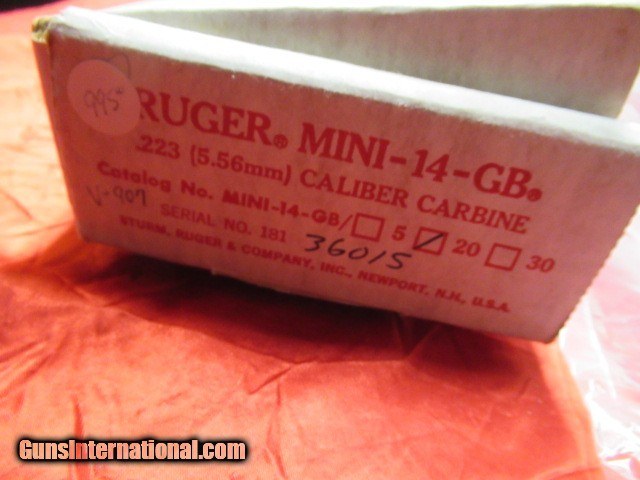 995
RUGER® MINI-14-GB®
.223 (5.56mm) CALIBER CARBINE
Catalog No. MINI-14-GB/ 5 20 30
V-907
SERIAL NO. 181 36015
STURM, RUGER & COMPANY, INC., NEWPORT, N.H., U.S.A.
GunsInternational.com